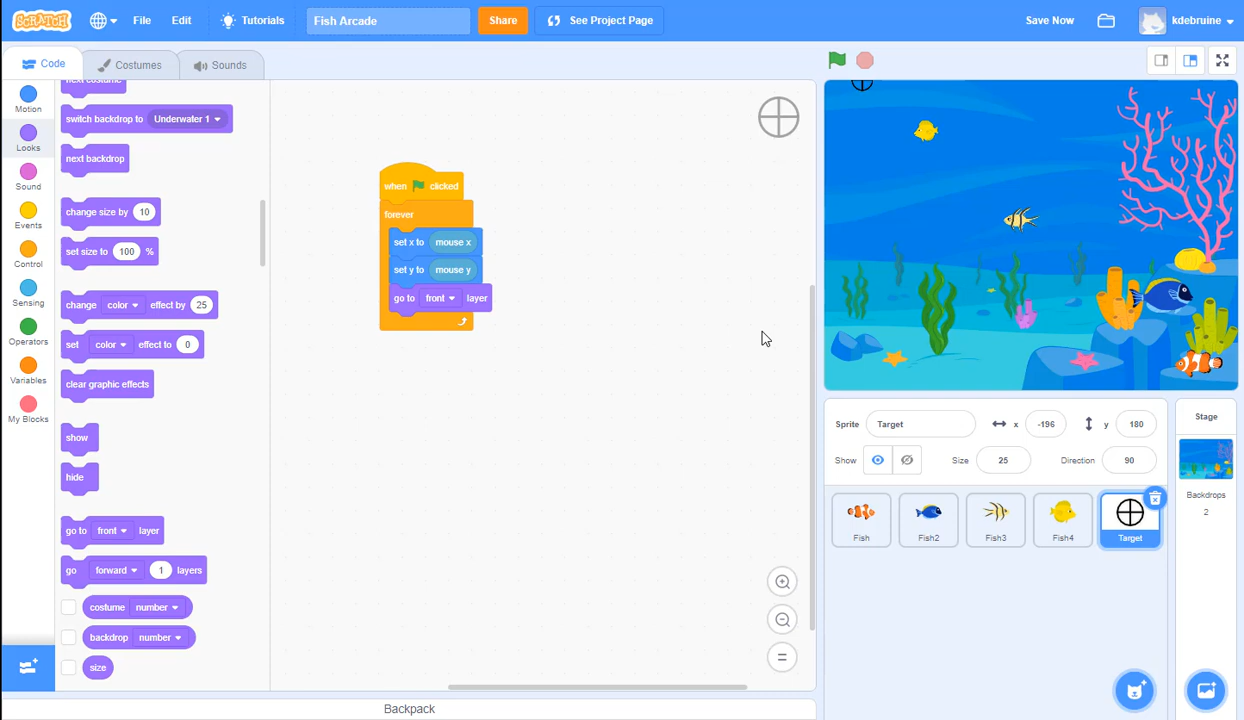 SCRATCH
File
Edit
Tutorials
Fish Arcade
Share
See Project Page
Save Now
kdebruine
Code
Costumes
Sounds
Motion
Looks
Sound
Events
Control
Sensing
Operators
Variables
My Blocks
next costume
switch backdrop to Underwater 1
next backdrop
change size by 10
set size to 100 %
change color effect by 25
set color effect to 0
clear graphic effects
show
hide
go to front layer
go forward 1 layers
costume number
backdrop number
size
when clicked
forever
set x to mouse x
set y to mouse y
go to front layer
Backpack
Sprite Target x -196 y 180
Show Size 25 Direction 90
Fish
Fish2
Fish3
Fish4
Target
Stage
Backdrops
2